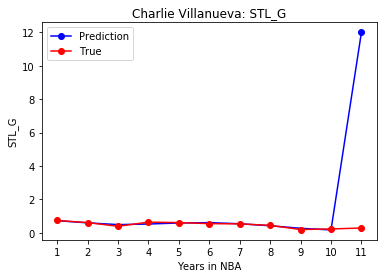 Charlie Villanueva: STL_G
Prediction
True
12
10
8
6
4
2
0
STL_G
1 2 3 4 5 6 7 8 9 10 11
Years in NBA